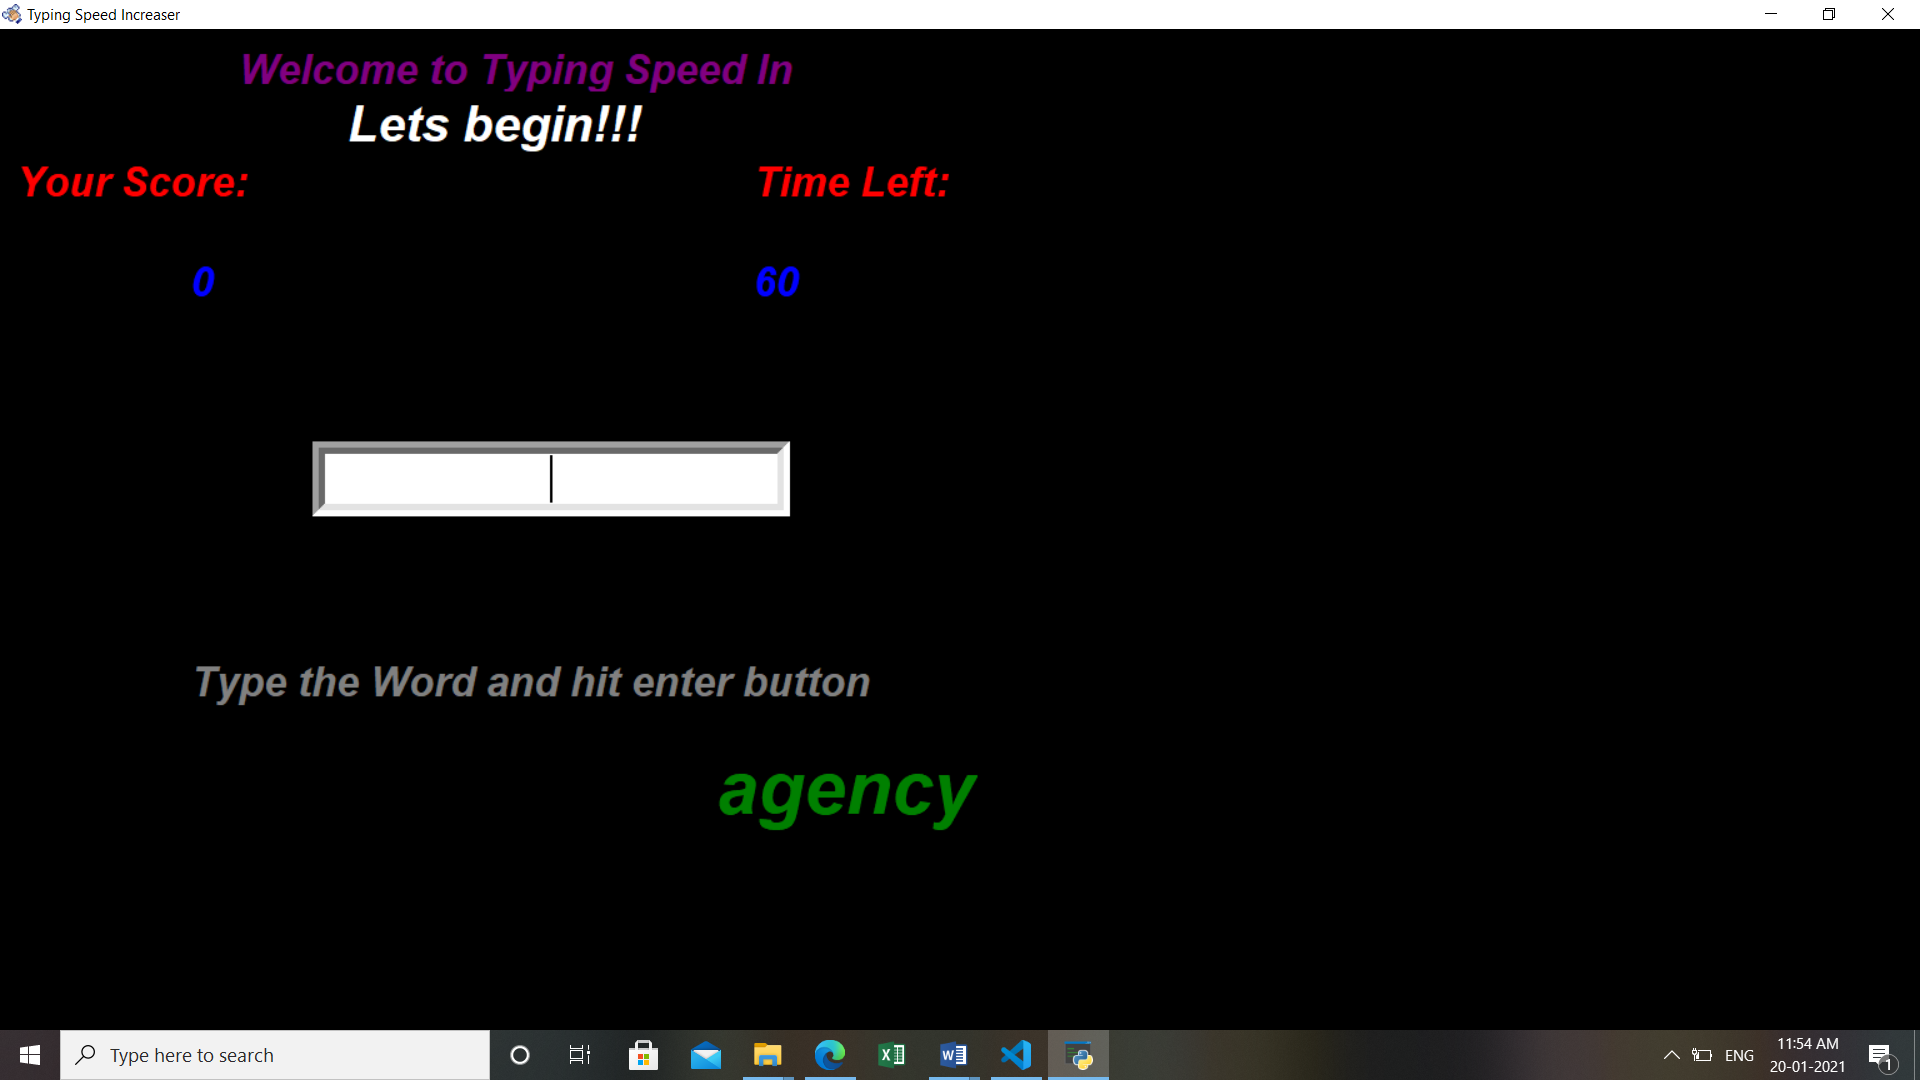 Typing Speed Increaser
Welcome to Typing Speed In
Lets begin!!!
Your Score: Time Left:
0 60
Type the Word and hit enter button
agency
Type here to search
ENG
11:54 AM
20-01-2021
1